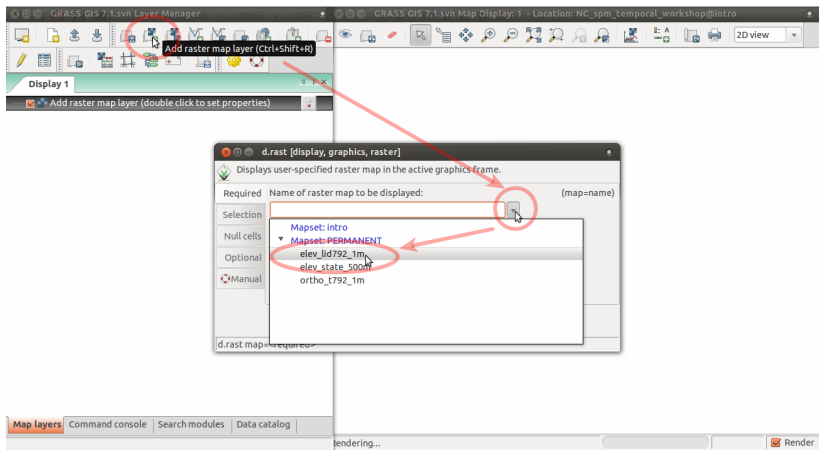 GRASS GIS 7.1.svn Layer Manager
GRASS GIS 7.1.svn Map Display: 1 - Location: NC_spm_temporal_workshop@intro
2D view
Add raster map layer (Ctrl+Shift+R)
Display 1
Add raster map layer (double click to set properties)
d.rast [display, graphics, raster]
Displays user-specified raster map in the active graphics frame.
Required
Name of raster map to be displayed:
(map=name)
Selection
Null cells
Optional
Manual
Mapset: intro
Mapset: PERMANENT
elev_lid792_1m
elev_state_500m
ortho_t792_1m
d.rast map=<required>
Map layers
Command console
Search modules
Data catalog
Rendering...
Render